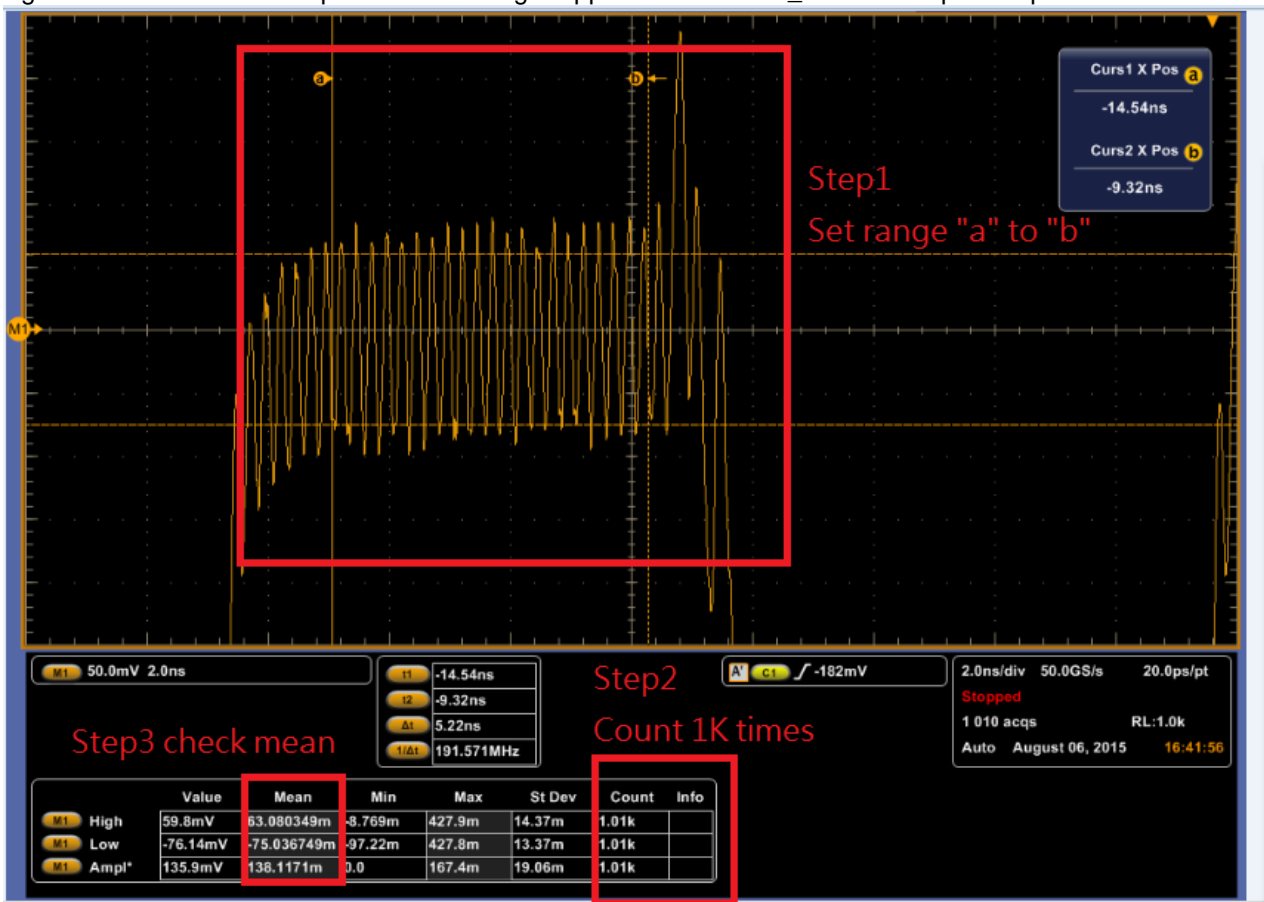 Curs1 X Pos a
-14.54ns
Curs2 X Pos b
-9.32ns
a
b
Step1
Set range "a" to "b"
M1
M1 50.0mV 2.0ns
t1 -14.54ns
t2 -9.32ns
Δt 5.22ns
1/Δt 191.571MHz
Step2
Count 1K times
A' C1 -182mV
2.0ns/div 50.0GS/s 20.0ps/pt
Stopped
1 010 acqs RL:1.0k
Auto August 06, 2015 16:41:56
Step3 check mean
Value Mean Min Max St Dev Count Info
M1 High 59.8mV 63.080349m -8.769m 427.9m 14.37m 1.01k
M1 Low -76.14mV -75.036749m -97.22m 427.8m 13.37m 1.01k
M1 Ampl* 135.9mV 138.1171m 0.0 167.4m 19.06m 1.01k